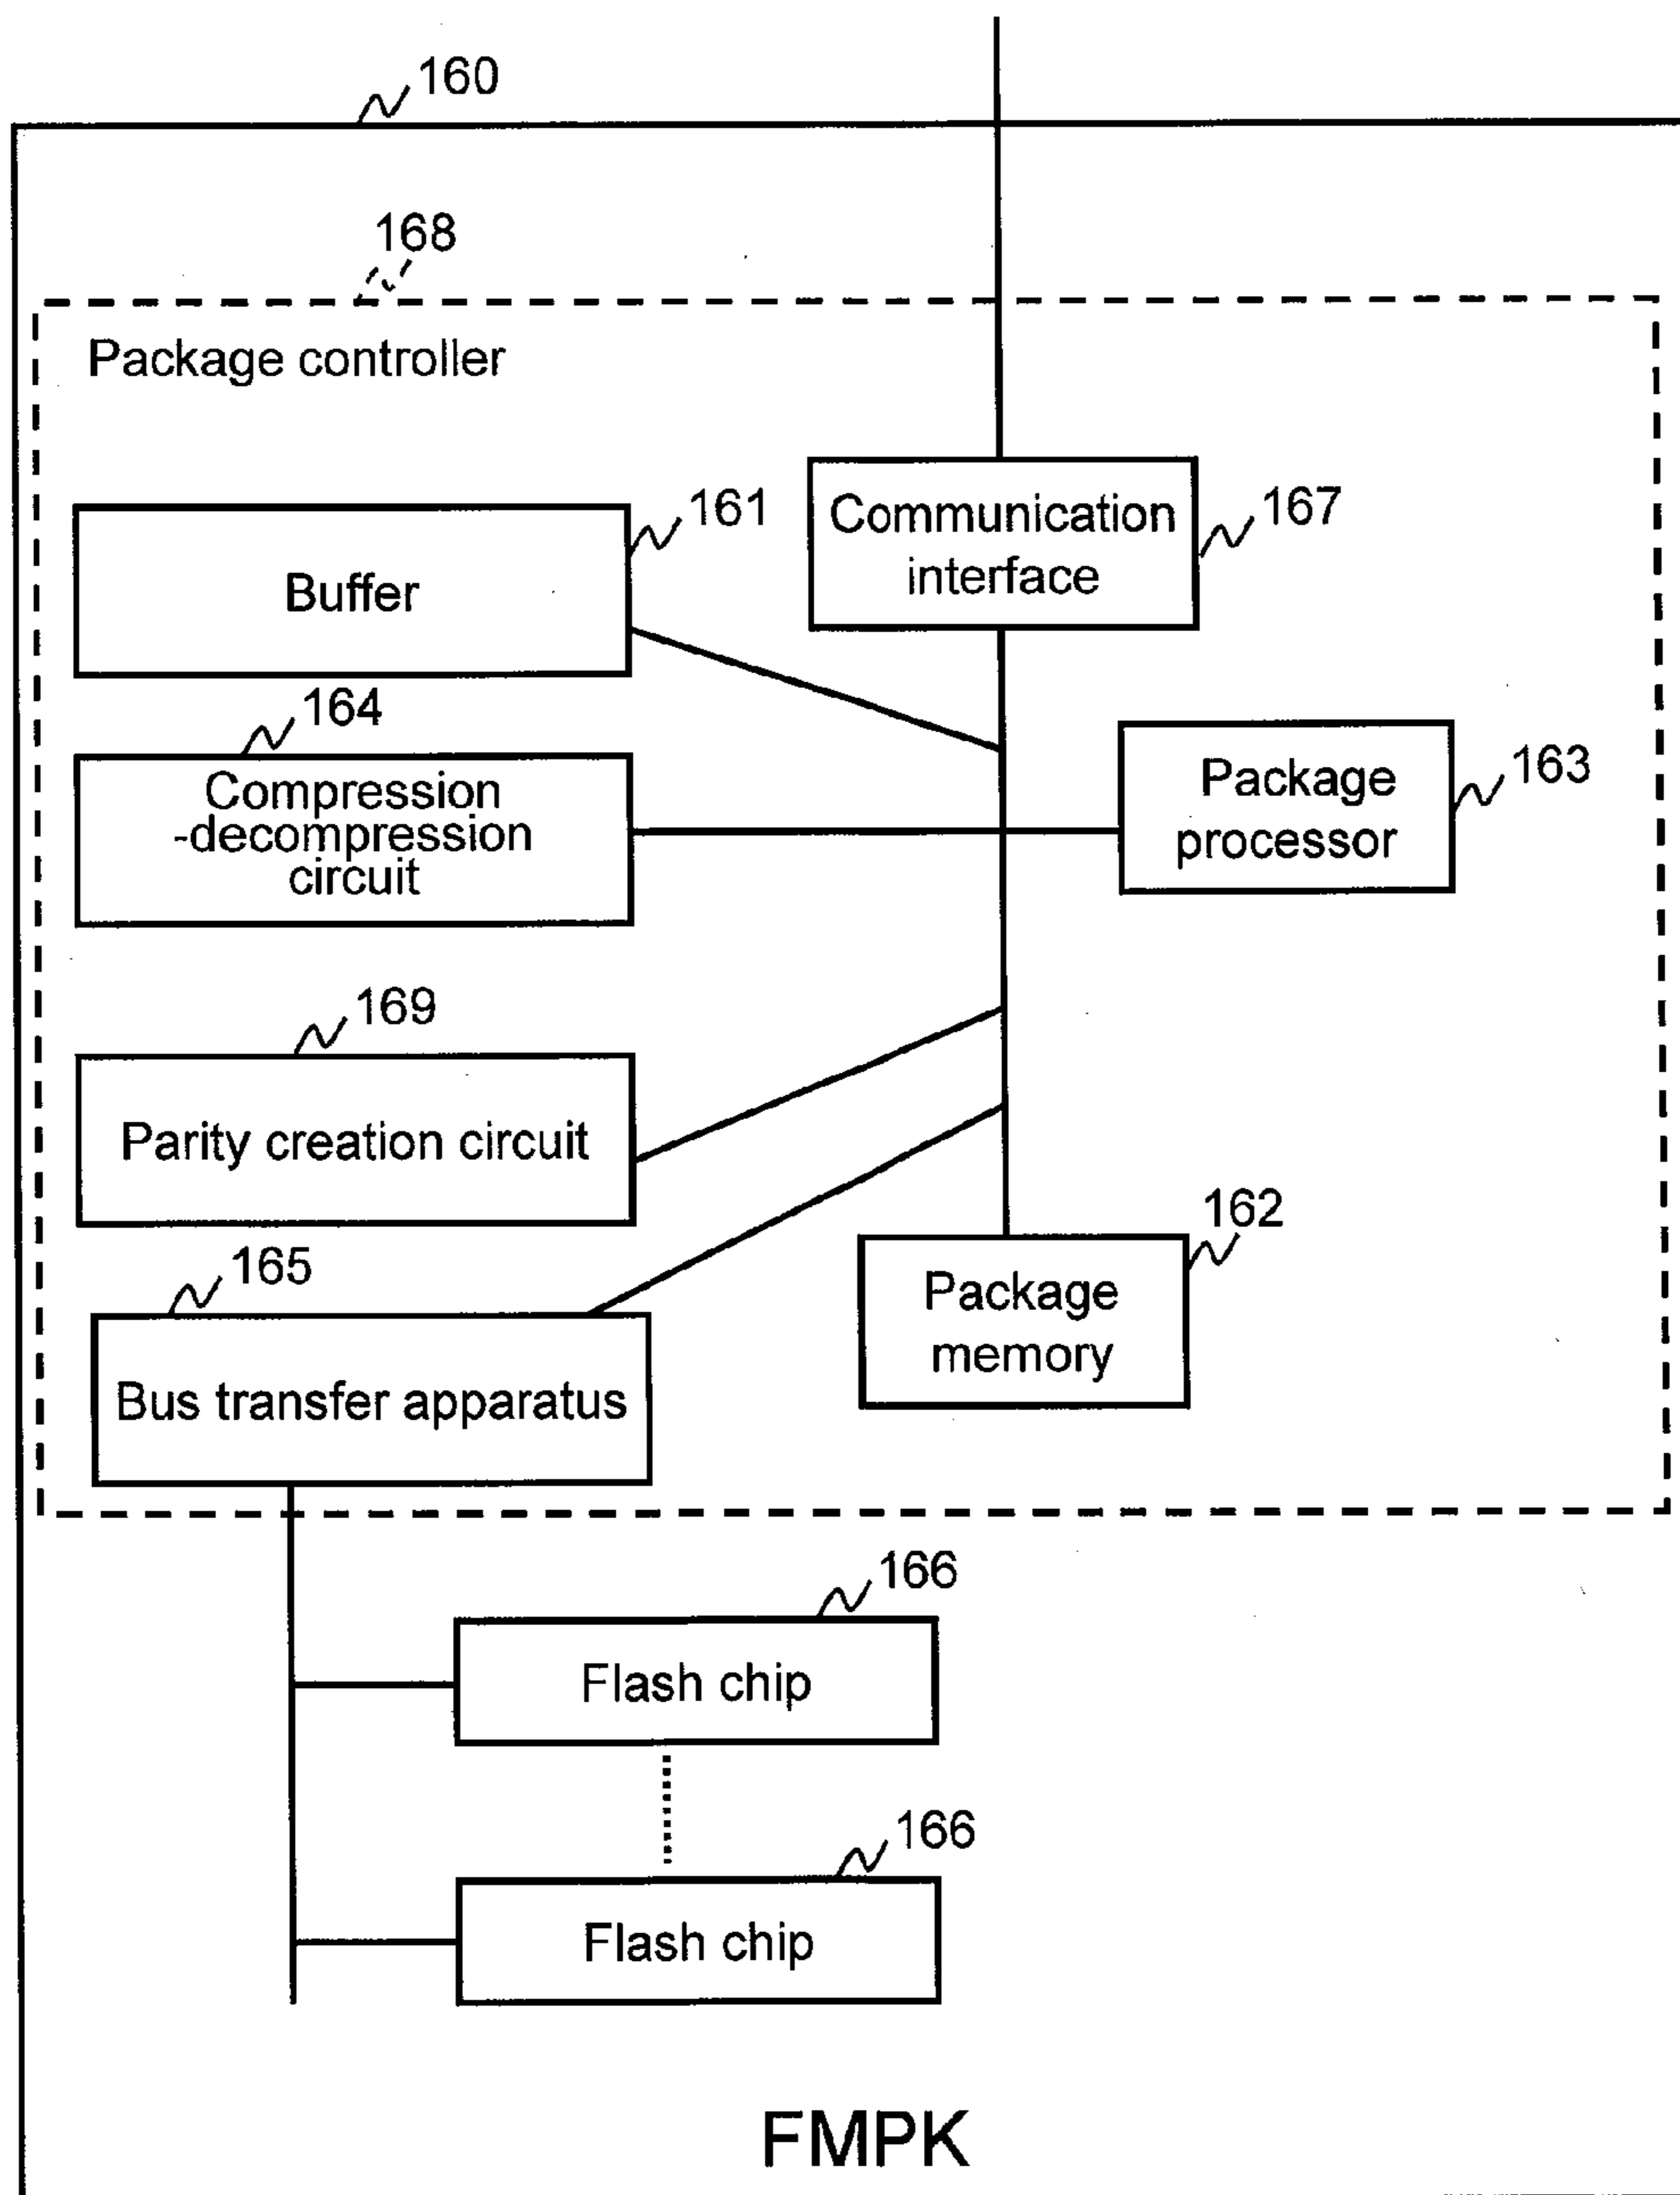 160
168
Package controller
161
Buffer
Communication
interface
167
164
Compression
-decompression
circuit
Package
processor
163
169
Parity creation circuit
162
Package
memory
165
Bus transfer apparatus
166
Flash chip
166
Flash chip
FMPK